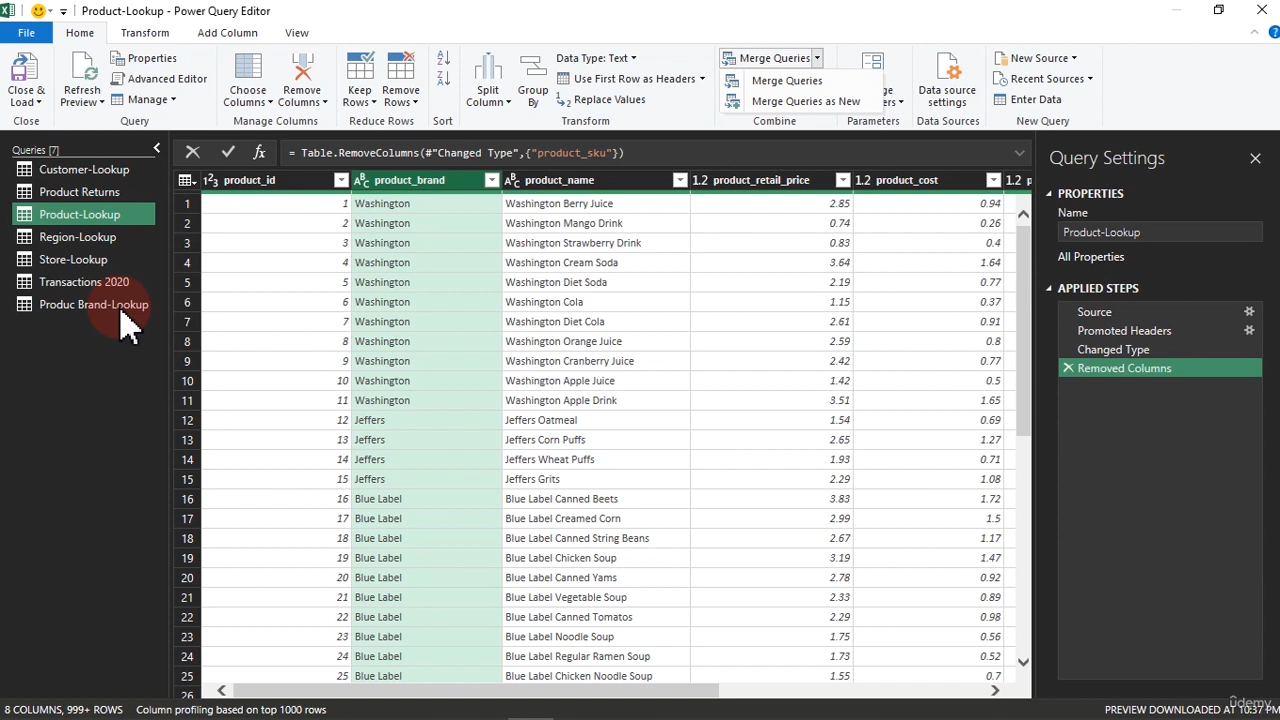 Product-Lookup - Power Query Editor
File Home Transform Add Column View
Close & Load
Close
Refresh Preview
Properties
Advanced Editor
Manage
Query
Choose Columns
Remove Columns
Manage Columns
Keep Rows
Remove Rows
Reduce Rows
Sort
Split Column
Group By
Data Type: Text
Use First Row as Headers
Replace Values
Transform
Merge Queries
Merge Queries
Merge Queries as New
Combine
Parameters
Data source settings
Data Sources
New Source
Recent Sources
Enter Data
New Query
Queries [7]
Customer-Lookup
Product Returns
Product-Lookup
Region-Lookup
Store-Lookup
Transactions 2020
Produc Brand-Lookup
fx = Table.RemoveColumns(#"Changed Type",{"product_sku"})
1 2 3 product_id ABC product_brand ABC product_name 1.2 product_retail_price 1.2 product_cost 1.2
1 1 Washington Washington Berry Juice 2.85 0.94
2 2 Washington Washington Mango Drink 0.74 0.26
3 3 Washington Washington Strawberry Drink 0.83 0.4
4 4 Washington Washington Cream Soda 3.64 1.64
5 5 Washington Washington Diet Soda 2.19 0.77
6 6 Washington Washington Cola 1.15 0.37
7 7 Washington Washington Diet Cola 2.61 0.91
8 8 Washington Washington Orange Juice 2.59 0.8
9 9 Washington Washington Cranberry Juice 2.42 0.77
10 10 Washington Washington Apple Juice 1.42 0.5
11 11 Washington Washington Apple Drink 3.51 1.65
12 12 Jeffers Jeffers Oatmeal 1.54 0.69
13 13 Jeffers Jeffers Corn Puffs 2.65 1.27
14 14 Jeffers Jeffers Wheat Puffs 1.93 0.71
15 15 Jeffers Jeffers Grits 2.29 1.08
16 16 Blue Label Blue Label Canned Beets 3.83 1.72
17 17 Blue Label Blue Label Creamed Corn 2.99 1.5
18 18 Blue Label Blue Label Canned String Beans 2.67 1.17
19 19 Blue Label Blue Label Chicken Soup 3.19 1.47
20 20 Blue Label Blue Label Canned Yams 2.78 0.92
21 21 Blue Label Blue Label Vegetable Soup 2.33 0.89
22 22 Blue Label Blue Label Canned Tomatoes 2.29 0.98
23 23 Blue Label Blue Label Noodle Soup 1.75 0.56
24 24 Blue Label Blue Label Regular Ramen Soup 1.73 0.52
25 25 Blue Label Blue Label Chicken Noodle Soup 1.55 0.7
26
Query Settings
PROPERTIES
Name
Product-Lookup
All Properties
APPLIED STEPS
Source
Promoted Headers
Changed Type
Removed Columns
8 COLUMNS, 999+ ROWS Column profiling based on top 1000 rows
PREVIEW DOWNLOADED AT 10:37 PM
Udemy